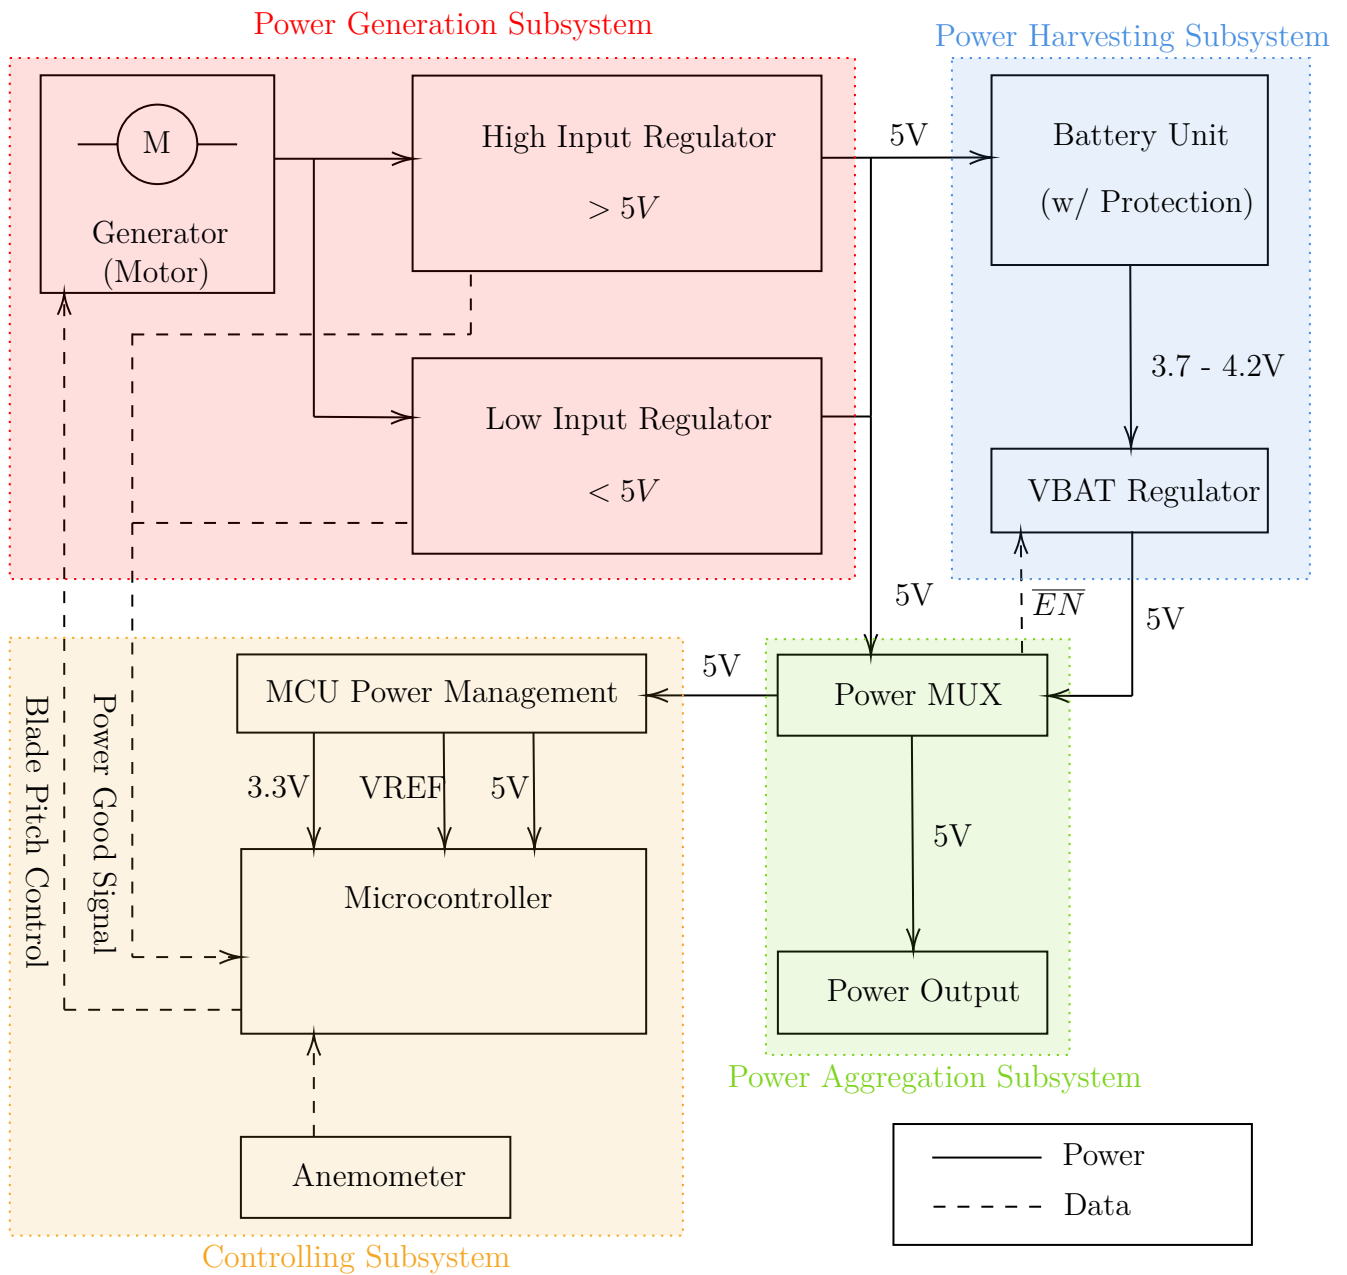 Power Generation Subsystem
Power Harvesting Subsystem
M
Generator
(Motor)
High Input Regulator
> 5V
5V
Battery Unit
(w/ Protection)
3.7 - 4.2V
Low Input Regulator
< 5V
VBAT Regulator
5V
E̅N̅
5V
MCU Power Management
5V
Power MUX
3.3V
VREF
5V
5V
Blade Pitch Control
Power Good Signal
Microcontroller
Power Output
Power Aggregation Subsystem
Anemometer
Power
Data
Controlling Subsystem